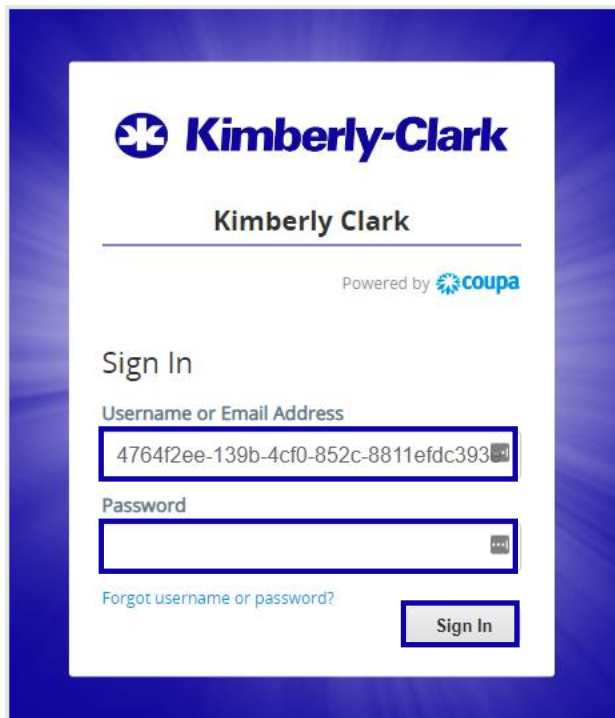 Kimberly-Clark
Kimberly Clark
Powered by coupa
Sign In
Username or Email Address
4764f2ee-139b-4cf0-852c-8811efdc393
Password
Forgot username or password?
Sign In